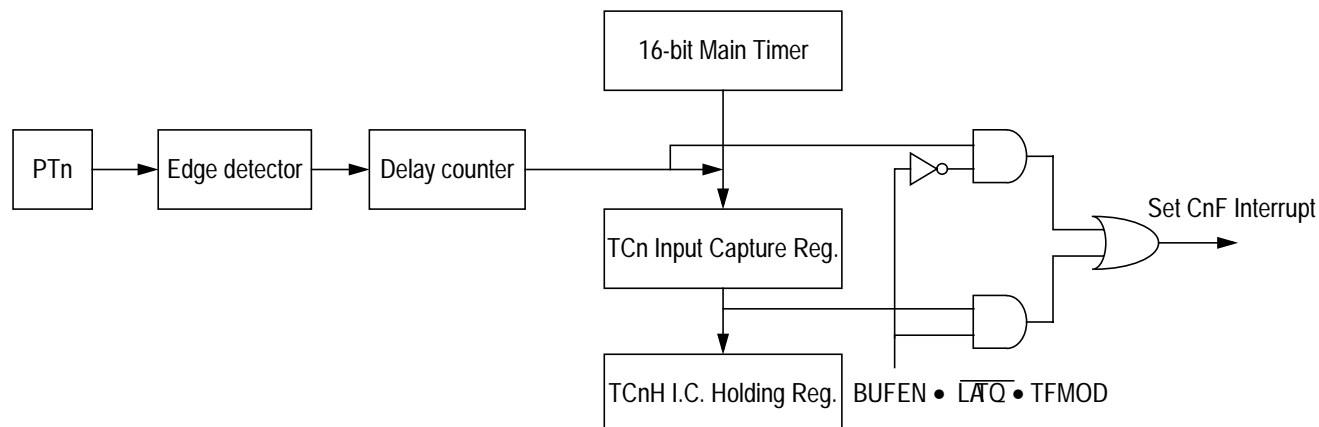 16-bit Main Timer
PTn
Edge detector
Delay counter
Set CnF Interrupt
TCn Input Capture Reg.
TCnH I.C. Holding Reg.
BUFEN • LATQ • TFMOD